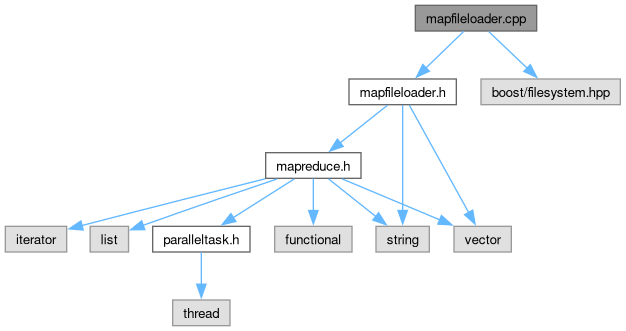 mapfileloader.cpp
mapfileloader.h
boost/filesystem.hpp
mapreduce.h
iterator
list
paralleltask.h
functional
string
vector
thread